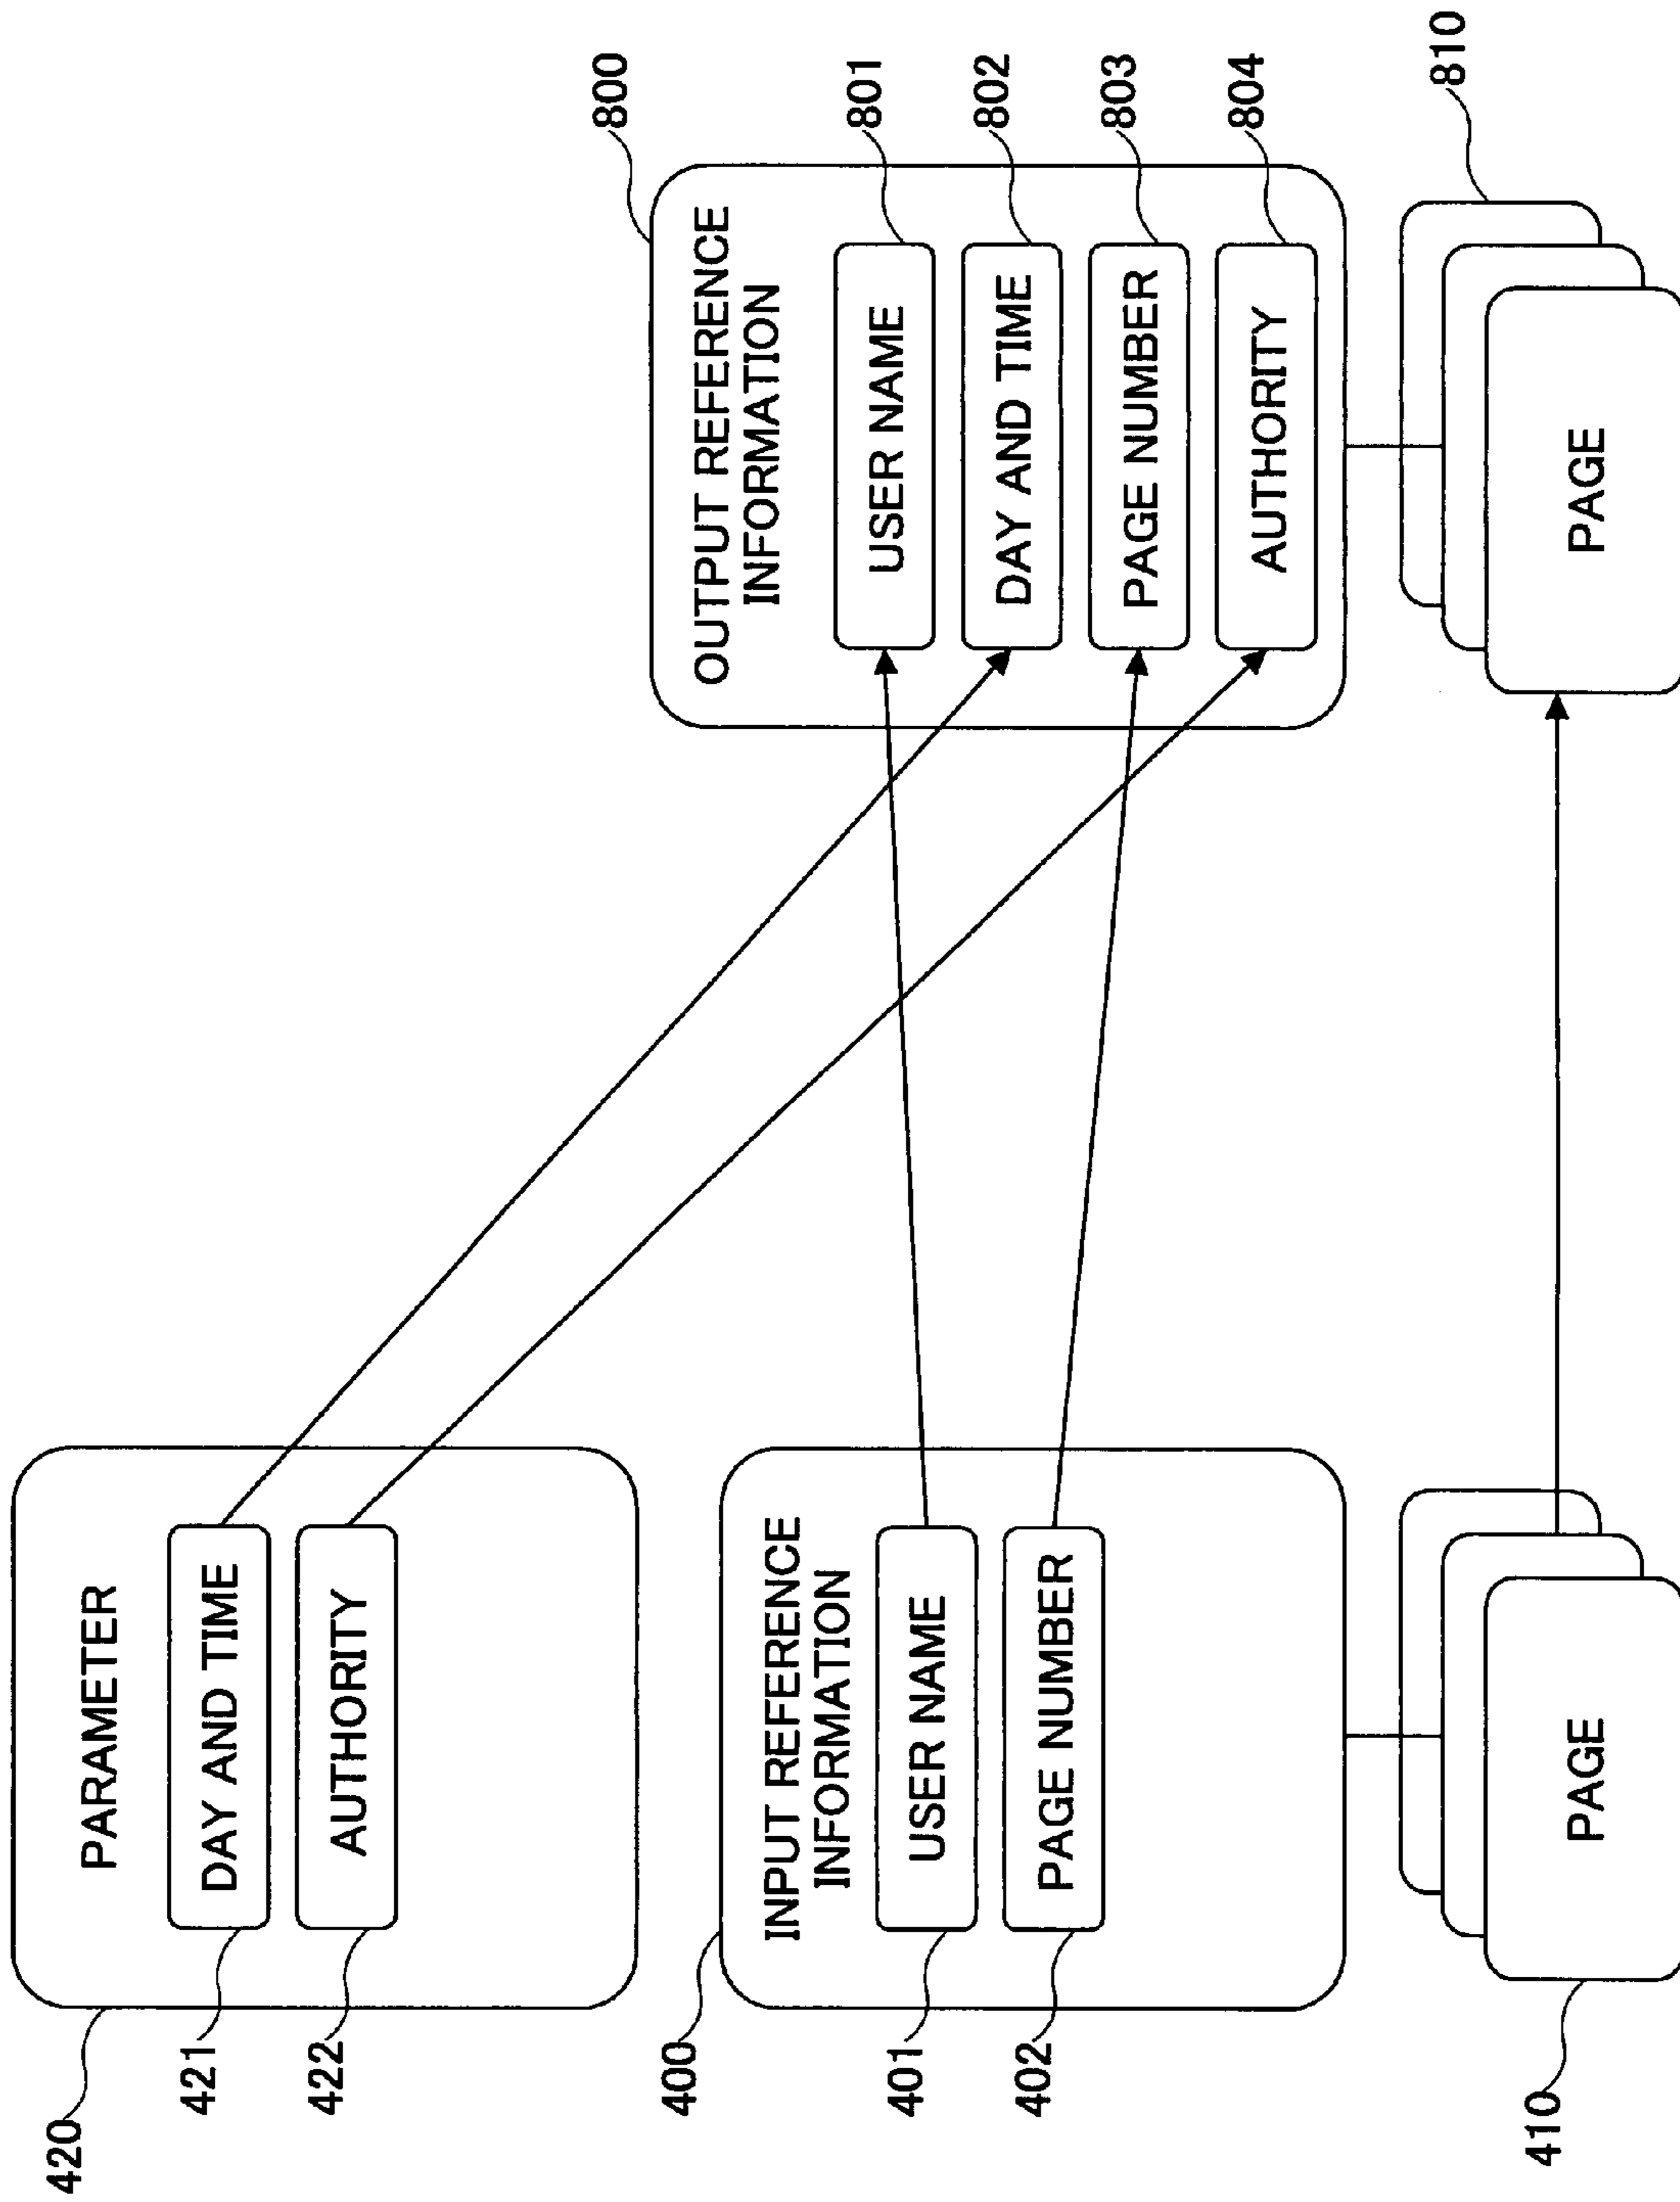 420
PARAMETER
421
DAY AND TIME
422
AUTHORITY
400
INPUT REFERENCE
INFORMATION
401
USER NAME
402
PAGE NUMBER
410
PAGE
800
OUTPUT REFERENCE
INFORMATION
USER NAME
801
DAY AND TIME
802
PAGE NUMBER
803
AUTHORITY
804
810
PAGE